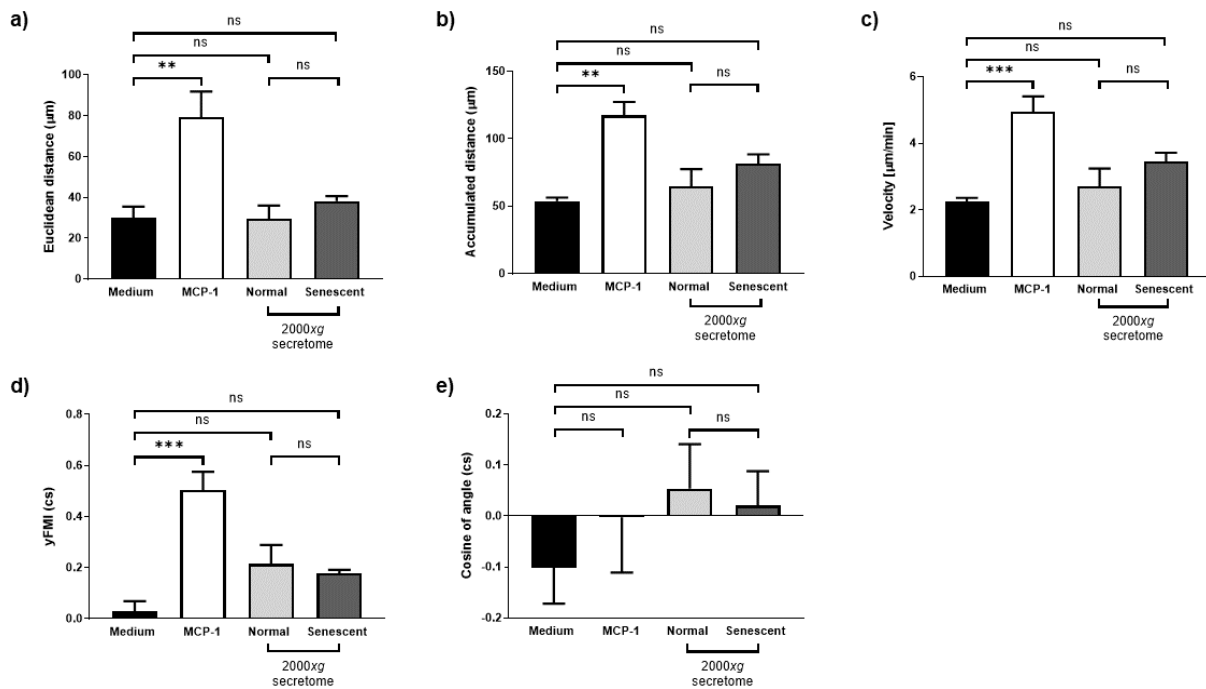 a)
ns
ns
**
ns
Euclidean distance (µm)
100
80
60
40
20
0
Medium
MCP-1
Normal
Senescent
2000xg
secretome
b)
ns
ns
**
ns
Accumulated distance (µm)
150
100
50
0
Medium
MCP-1
Normal
Senescent
2000xg
secretome
c)
ns
ns
***
ns
Velocity [µm/min]
6
4
2
0
Medium
MCP-1
Normal
Senescent
2000xg
secretome
d)
ns
ns
***
ns
yFMI (cs)
0.8
0.6
0.4
0.2
0.0
Medium
MCP-1
Normal
Senescent
2000xg
secretome
e)
ns
ns
ns
ns
Cosine of angle (cs)
0.2
0.1
0.0
-0.1
-0.2
Medium
MCP-1
Normal
Senescent
2000xg
secretome